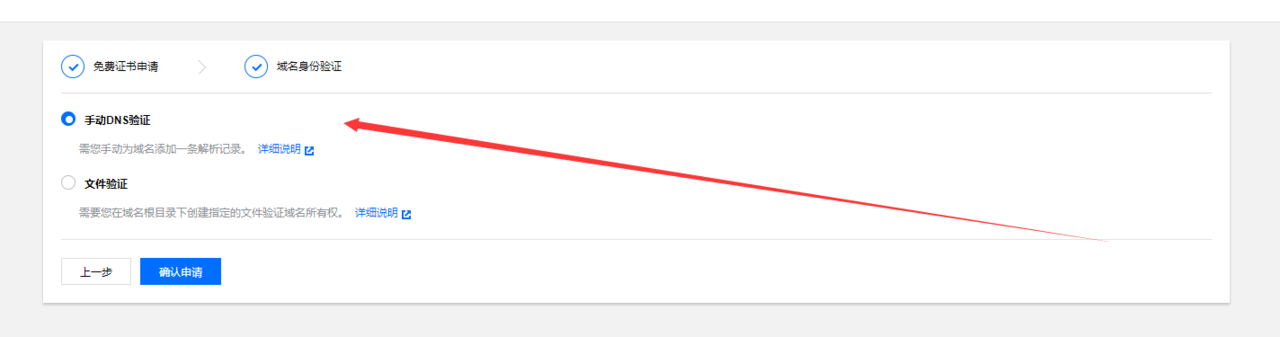 免费证书申请 域名身份验证
手动DNS验证
需您手动为域名添加一条解析记录。 详细说明
文件验证
需要您在域名根目录下创建指定的文件验证域名所有权。 详细说明
上一步 确认申请